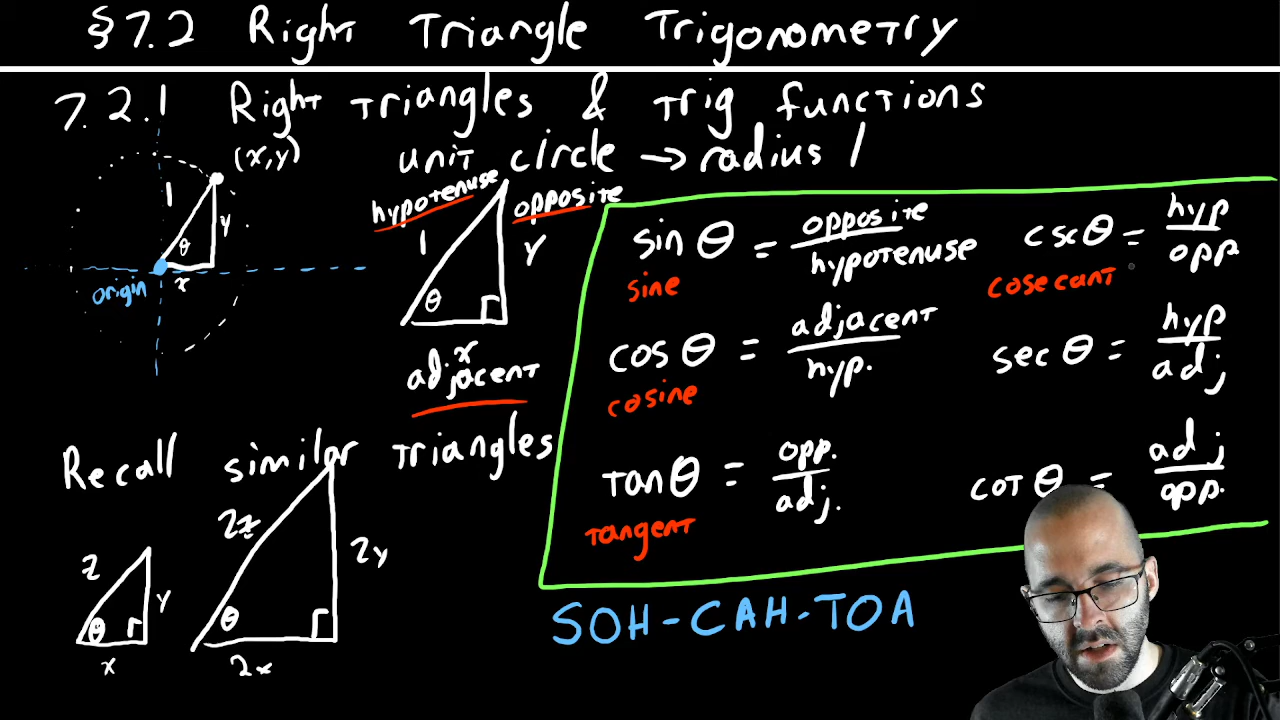 §7.2 Right Triangle Trigonometry
7.2.1 Right triangles & trig functions
unit circle → radius 1
(x,y)
1
y
θ
x
origin
hypotenuse
opposite
1
y
θ
x
adjacent
sin θ = opposite / hypotenuse
sine
csc θ = hyp / opp
cosecant
cos θ = adjacent / hyp.
cosine
sec θ = hyp / adj
tan θ = opp. / adj.
tangent
cot θ = adj / opp.
Recall similar triangles
z
y
θ
x
2z
2y
θ
2x
SOH-CAH-TOA